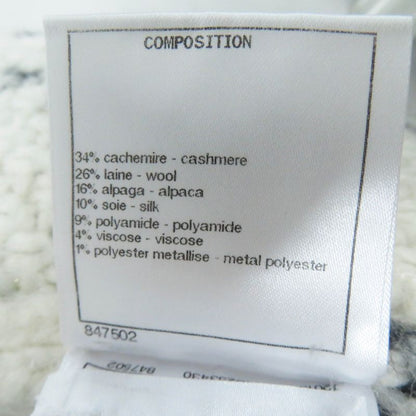 COMPOSITION
34% cachemire - cashmere
26% laine - wool
16% alpaga - alpaca
10% soie - silk
9% polyamide - polyamide
4% viscose - viscose
1% polyester metallise - metal polyester
847502
847502